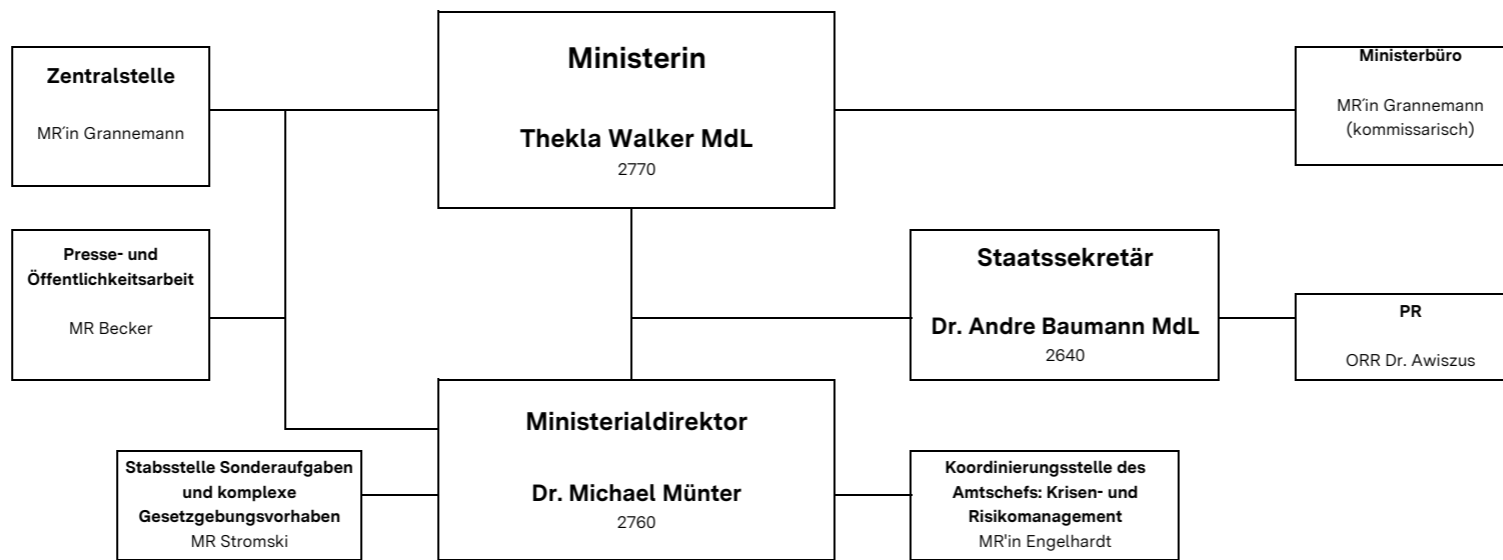 Zentralstelle
MR´in Grannemann
Ministerin
Thekla Walker MdL
2770
Ministerbüro
MR´in Grannemann
(kommissarisch)
Presse- und
Öffentlichkeitsarbeit
MR Becker
Staatssekretär
Dr. Andre Baumann MdL
2640
PR
ORR Dr. Awiszus
Ministerialdirektor
Dr. Michael Münter
2760
Stabsstelle Sonderaufgaben
und komplexe
Gesetzgebungsvorhaben
MR Stromski
Koordinierungsstelle des
Amtschefs: Krisen- und
Risikomanagement
MR'in Engelhardt